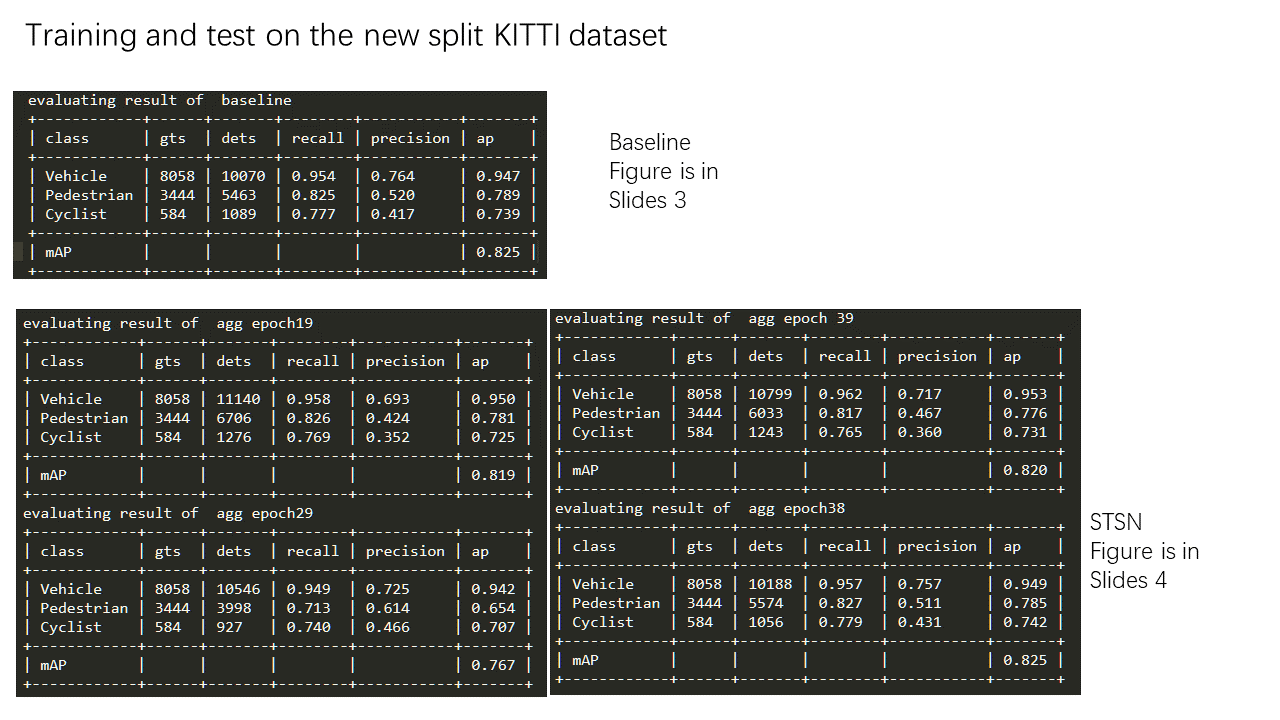 Training and test on the new split KITTI dataset
evaluating result of  baseline
+------------+------+-------+--------+-----------+-------+
| class      | gts  | dets  | recall | precision | ap    |
+------------+------+-------+--------+-----------+-------+
| Vehicle    | 8058 | 10070 | 0.954  | 0.764     | 0.947 |
| Pedestrian | 3444 | 5463  | 0.825  | 0.520     | 0.789 |
| Cyclist    | 584  | 1089  | 0.777  | 0.417     | 0.739 |
+------------+------+-------+--------+-----------+-------+
| mAP        |      |       |        |           | 0.825 |
+------------+------+-------+--------+-----------+-------+
Baseline
Figure is in
Slides 3
evaluating result of  agg epoch19
+------------+------+-------+--------+-----------+-------+
| class      | gts  | dets  | recall | precision | ap    |
+------------+------+-------+--------+-----------+-------+
| Vehicle    | 8058 | 11140 | 0.958  | 0.693     | 0.950 |
| Pedestrian | 3444 | 6706  | 0.826  | 0.424     | 0.781 |
| Cyclist    | 584  | 1276  | 0.769  | 0.352     | 0.725 |
+------------+------+-------+--------+-----------+-------+
| mAP        |      |       |        |           | 0.819 |
+------------+------+-------+--------+-----------+-------+
evaluating result of  agg epoch29
+------------+------+-------+--------+-----------+-------+
| class      | gts  | dets  | recall | precision | ap    |
+------------+------+-------+--------+-----------+-------+
| Vehicle    | 8058 | 10546 | 0.949  | 0.725     | 0.942 |
| Pedestrian | 3444 | 3998  | 0.713  | 0.614     | 0.654 |
| Cyclist    | 584  | 927   | 0.740  | 0.466     | 0.707 |
+------------+------+-------+--------+-----------+-------+
| mAP        |      |       |        |           | 0.767 |
+------------+------+-------+--------+-----------+-------+
evaluating result of  agg epoch 39
+------------+------+-------+--------+-----------+-------+
| class      | gts  | dets  | recall | precision | ap    |
+------------+------+-------+--------+-----------+-------+
| Vehicle    | 8058 | 10799 | 0.962  | 0.717     | 0.953 |
| Pedestrian | 3444 | 6033  | 0.817  | 0.467     | 0.776 |
| Cyclist    | 584  | 1243  | 0.765  | 0.360     | 0.731 |
+------------+------+-------+--------+-----------+-------+
| mAP        |      |       |        |           | 0.820 |
+------------+------+-------+--------+-----------+-------+
evaluating result of  agg epoch38
+------------+------+-------+--------+-----------+-------+
| class      | gts  | dets  | recall | precision | ap    |
+------------+------+-------+--------+-----------+-------+
| Vehicle    | 8058 | 10188 | 0.957  | 0.757     | 0.949 |
| Pedestrian | 3444 | 5574  | 0.827  | 0.511     | 0.785 |
| Cyclist    | 584  | 1056  | 0.779  | 0.431     | 0.742 |
+------------+------+-------+--------+-----------+-------+
| mAP        |      |       |        |           | 0.825 |
+------------+------+-------+--------+-----------+-------+
STSN
Figure is in
Slides 4